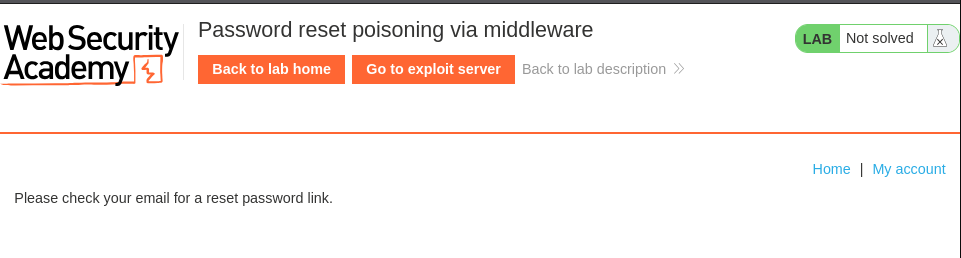 Web Security
Academy
Password reset poisoning via middleware
Back to lab home Go to exploit server Back to lab description
LAB Not solved
Home | My account
Please check your email for a reset password link.